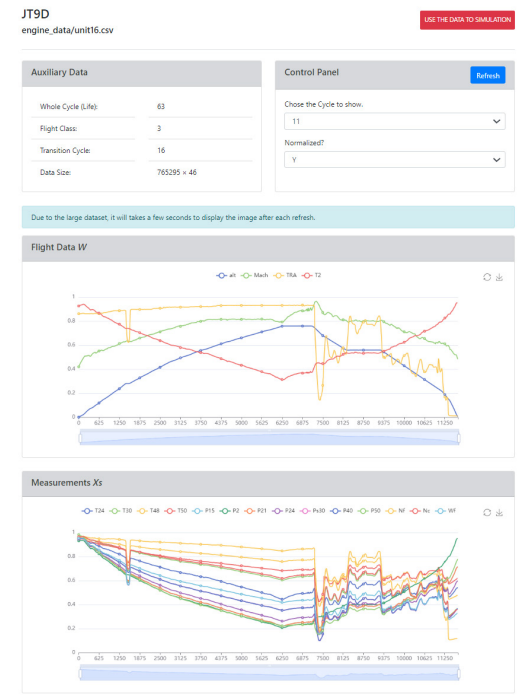 JT9D
USE THE DATA TO SIMULATION
engine_data/unit16.csv
Auxiliary Data
Whole Cycle (Life): 63
Flight Class: 3
Transition Cycle: 16
Data Size: 765295 × 46
Control Panel
Refresh
Chose the Cycle to show.
11
Normalized?
Y
Due to the large dataset, it will takes a few seconds to display the image after each refresh.
Flight Data W
alt Mach TRA T2
1
0.8
0.6
0.4
0.2
0
0 625 1250 1875 2500 3125 3750 4375 5000 5625 6250 6875 7500 8125 8750 9375 10000 10625 11250
Measurements Xs
T24 T30 T48 T50 P15 P2 P21 P24 Ps30 P40 P50 Nf Nc WF
1
0.8
0.6
0.4
0.2
0
0 625 1250 1875 2500 3125 3750 4375 5000 5625 6250 6875 7500 8125 8750 9375 10000 10625 11250